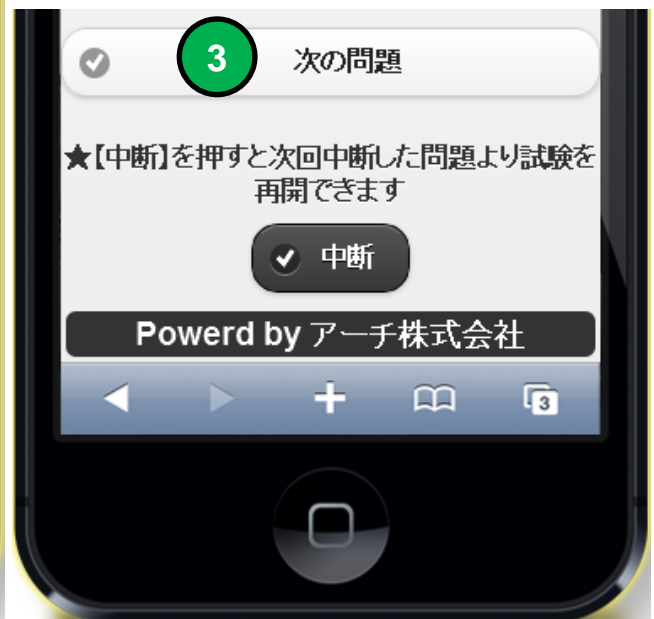 3 次の問題
★【中断】を押すと次回中断した問題より試験を
再開できます
中断
Powerd by アーチ株式会社
3